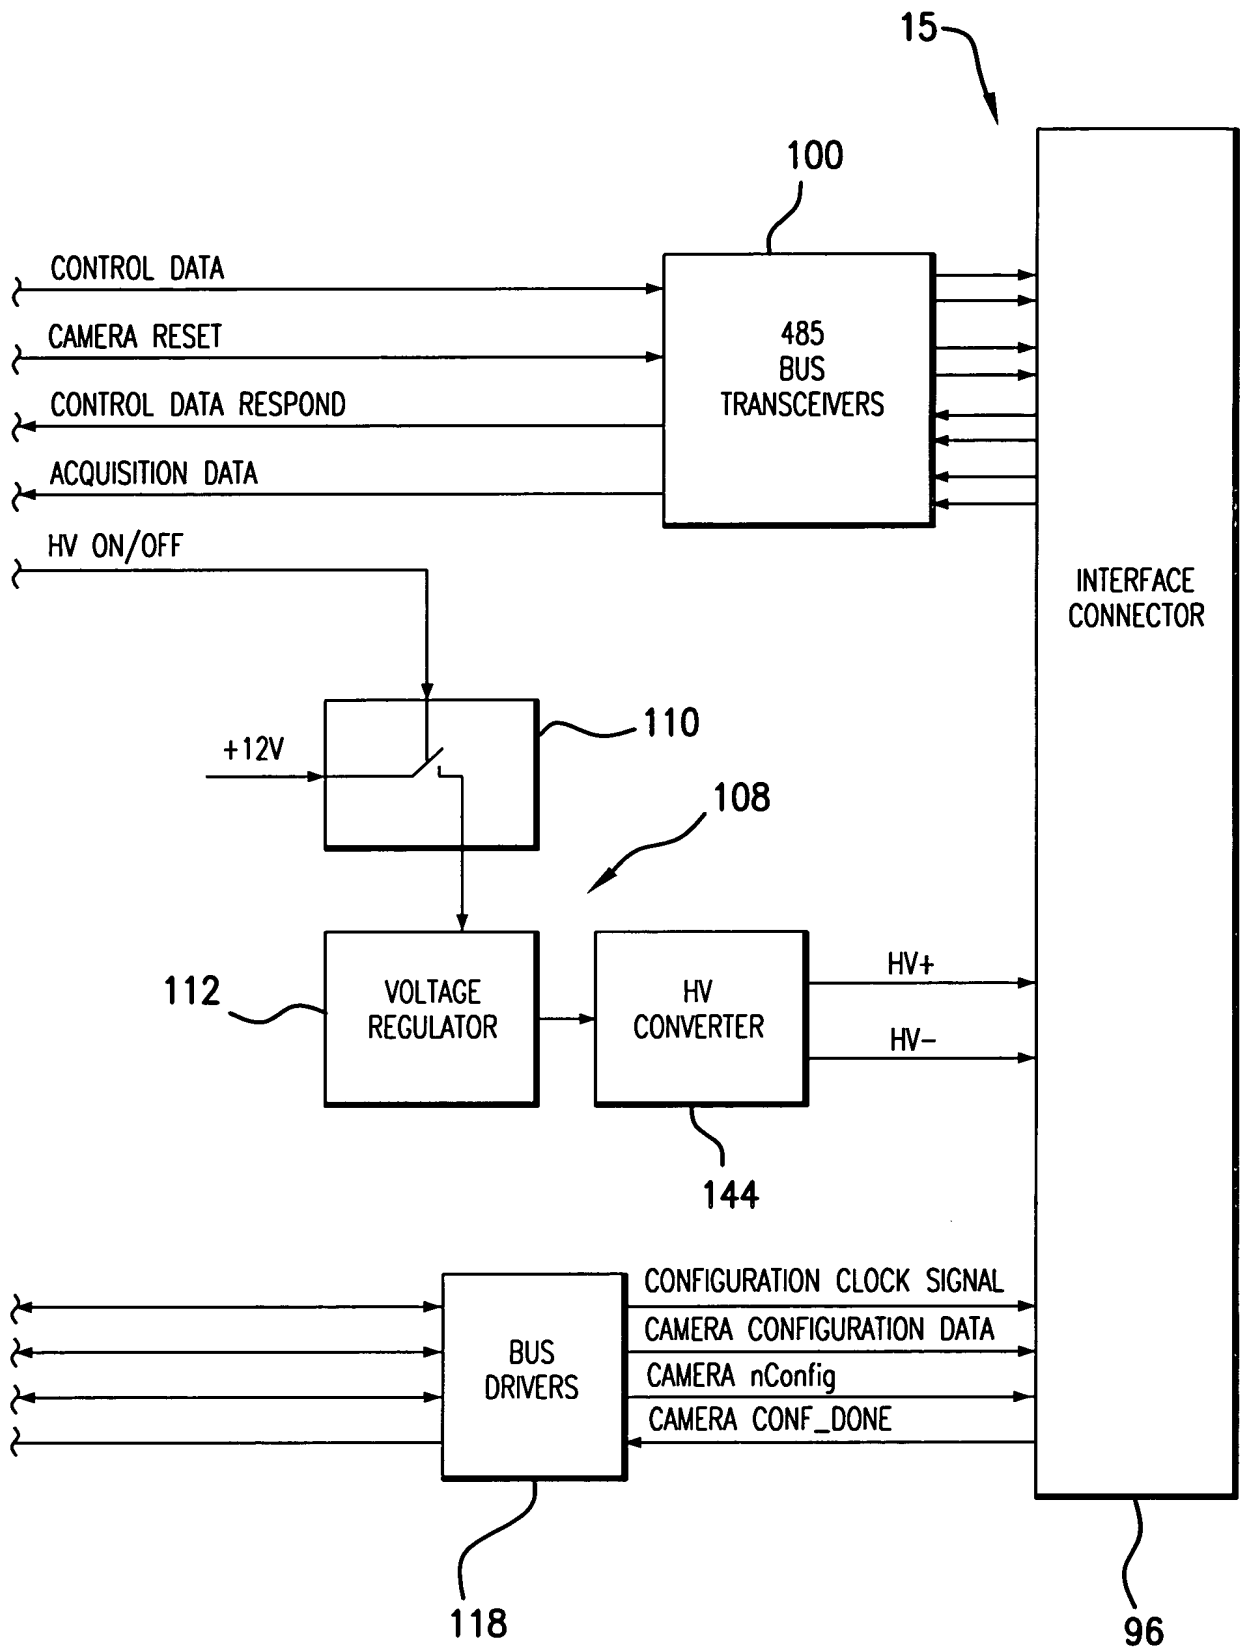 15
100
CONTROL DATA
CAMERA RESET
CONTROL DATA RESPOND
ACQUISITION DATA
HV ON/OFF
485
BUS
TRANSCEIVERS
INTERFACE
CONNECTOR
+12V
110
108
112
VOLTAGE
REGULATOR
HV
CONVERTER
HV+
HV-
144
CONFIGURATION CLOCK SIGNAL
CAMERA CONFIGURATION DATA
CAMERA nConfig
CAMERA CONF_DONE
BUS
DRIVERS
118
96